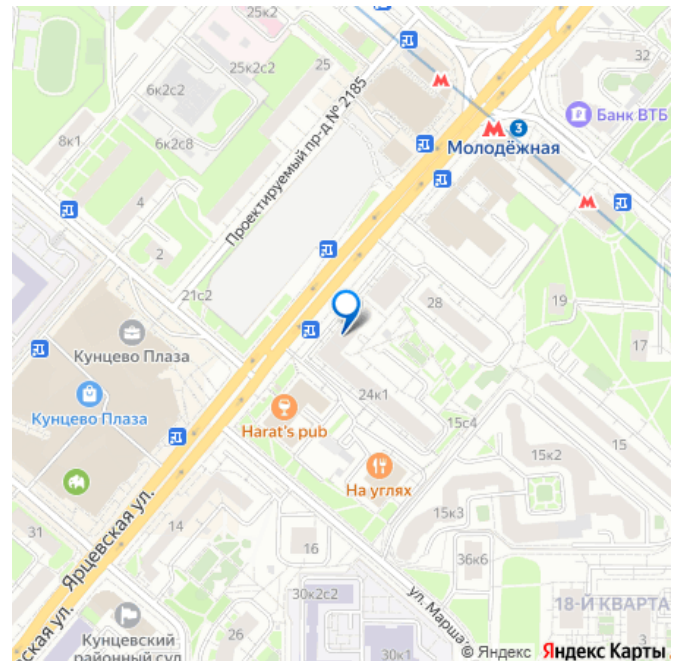 25к2
25к2с2
25
32
6к2с2
Банк ВТБ
3
Молодёжная
8к1
6к2с8
Проектируемый пр-д № 2185
4
2
21с2
28
19
17
Кунцево Плаза
Кунцево Плаза
24к1
Harat's pub
15с4
15
15к2
На углях
15к3
31
Ярцевская ул.
14
16
36к6
30к2с2
ул. Марша
18-Й КВАРТА
ская ул.
26
Кунцевский
районный суд
30к1
© Яндекс Яндекс Карты